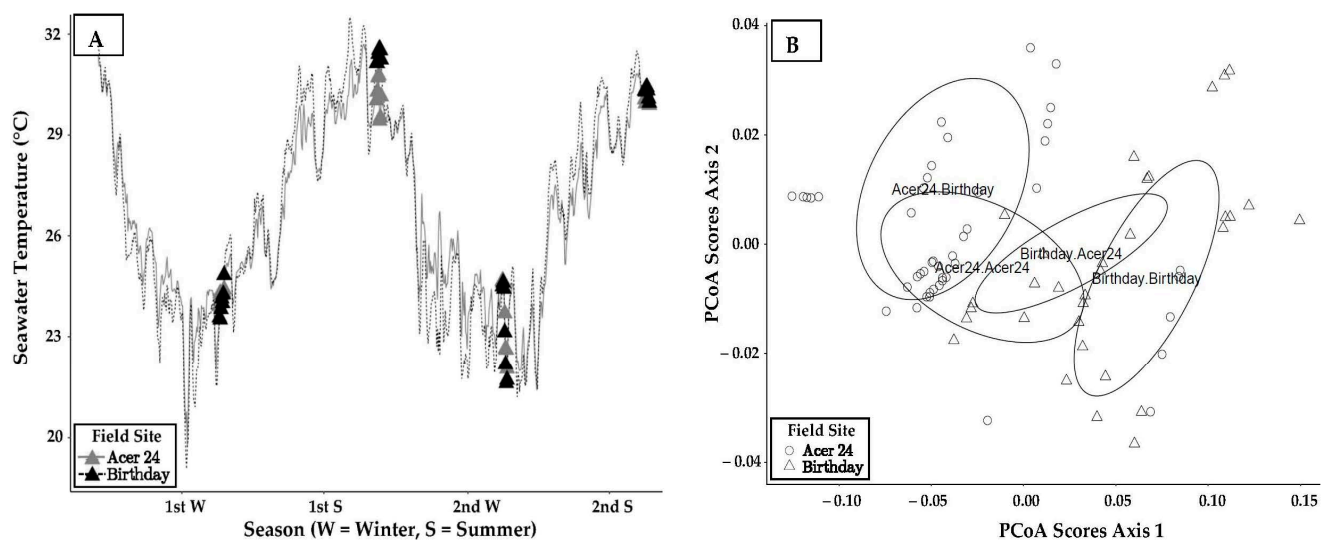 A
32
29
26
23
20
Seawater Temperature (°C)
Field Site
Acer 24
Birthday
1st W
1st S
2nd W
2nd S
Season (W = Winter, S = Summer)
B
0.04
0.02
0.00
−0.02
−0.04
PCoA Scores Axis 2
Acer24.Birthday
Birthday.Acer24
Acer24.Acer24
Birthday.Birthday
Field Site
Acer 24
Birthday
−0.10
−0.05
0.00
0.05
0.10
0.15
PCoA Scores Axis 1